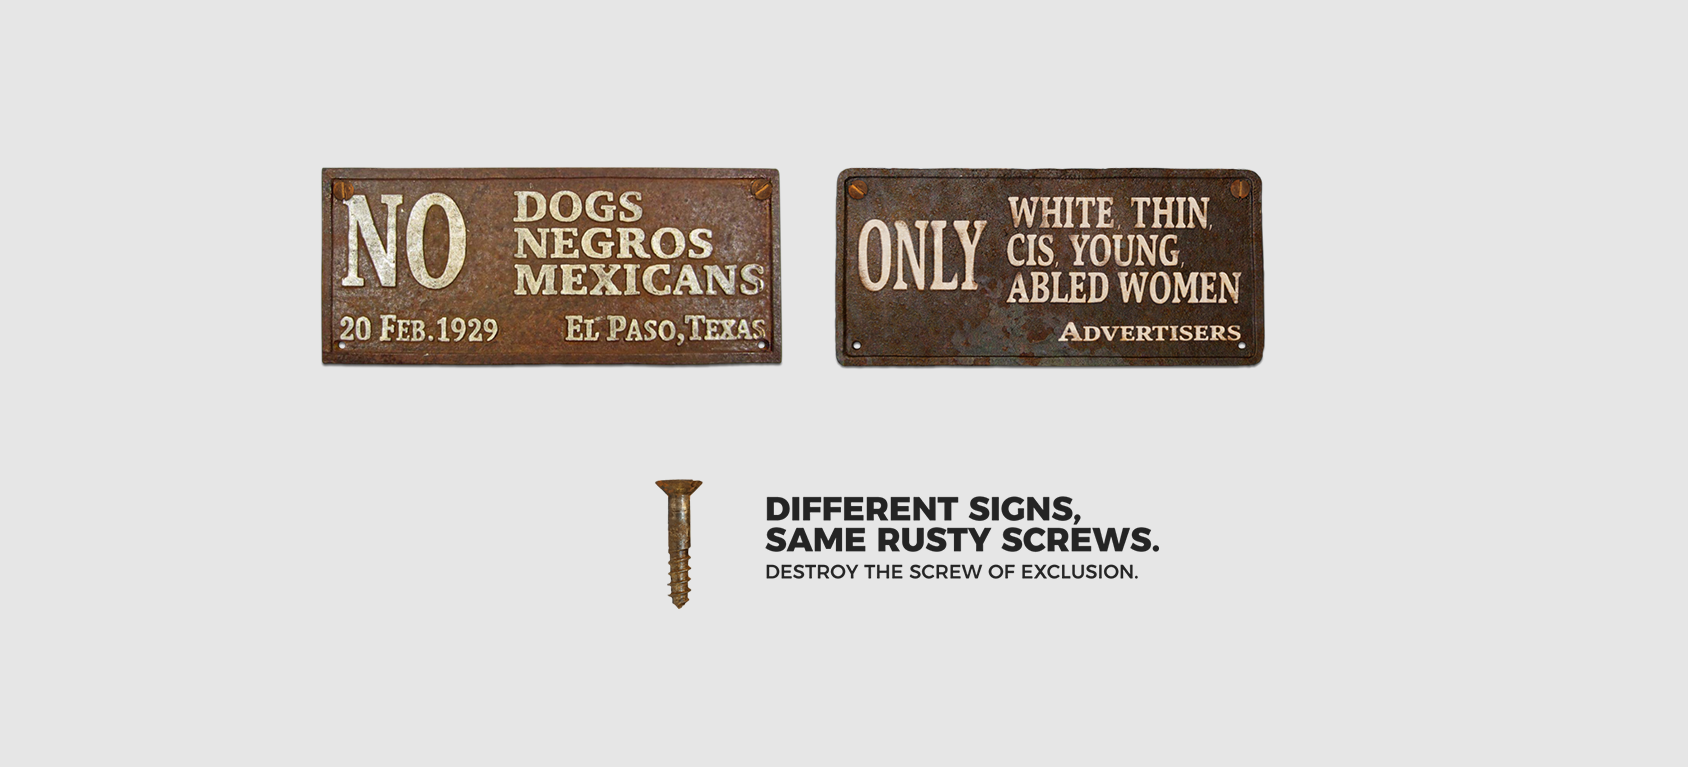 NO
DOGS
NEGROS
MEXICANS
20 FEB.1929
EL PASO, TEXAS
ONLY
WHITE, THIN,
CIS, YOUNG,
ABLED WOMEN
ADVERTISERS
DIFFERENT SIGNS,
SAME RUSTY SCREWS.
DESTROY THE SCREW OF EXCLUSION.